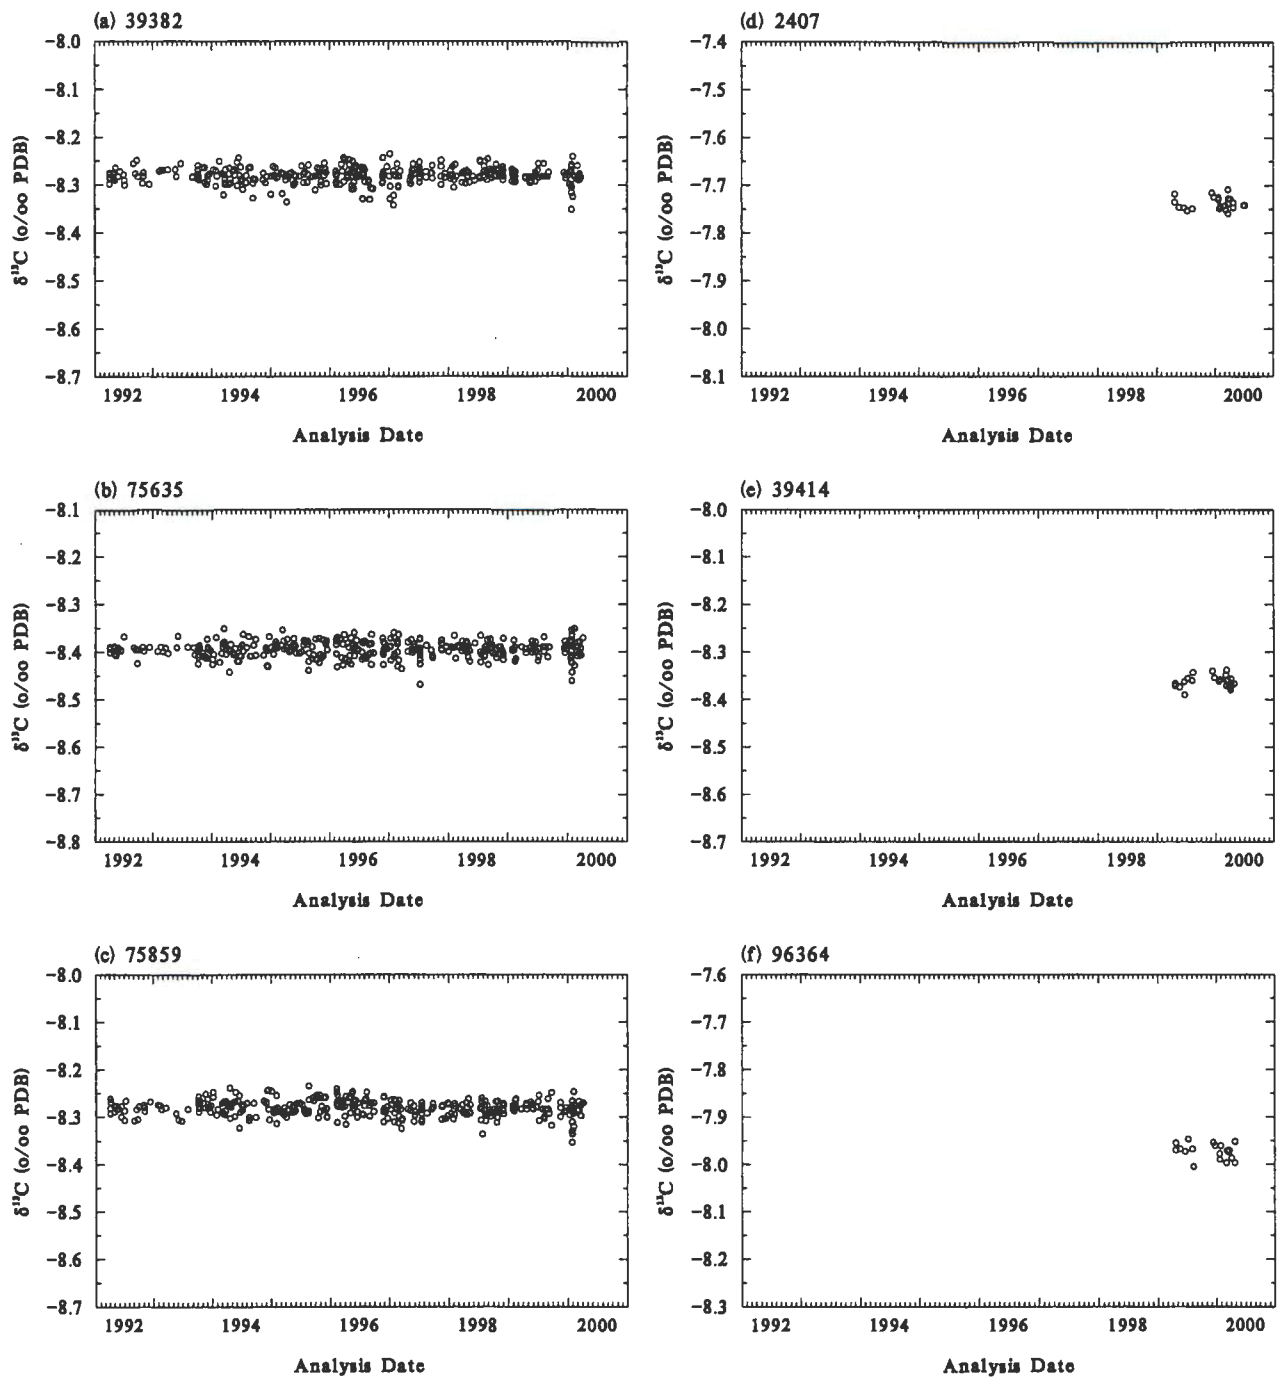 (a) 39382
−8.0
−8.1
−8.2
−8.3
−8.4
−8.5
−8.6
−8.7
δ¹³C (o/oo PDB)
1992 1994 1996 1998 2000
Analysis Date
(b) 75635
−8.1
−8.2
−8.3
−8.4
−8.5
−8.6
−8.7
−8.8
δ¹³C (o/oo PDB)
1992 1994 1996 1998 2000
Analysis Date
(c) 75859
−8.0
−8.1
−8.2
−8.3
−8.4
−8.5
−8.6
−8.7
δ¹³C (o/oo PDB)
1992 1994 1996 1998 2000
Analysis Date
(d) 2407
−7.4
−7.5
−7.6
−7.7
−7.8
−7.9
−8.0
−8.1
δ¹³C (o/oo PDB)
1992 1994 1996 1998 2000
Analysis Date
(e) 39414
−8.0
−8.1
−8.2
−8.3
−8.4
−8.5
−8.6
−8.7
δ¹³C (o/oo PDB)
1992 1994 1996 1998 2000
Analysis Date
(f) 96364
−7.6
−7.7
−7.8
−7.9
−8.0
−8.1
−8.2
−8.3
δ¹³C (o/oo PDB)
1992 1994 1996 1998 2000
Analysis Date